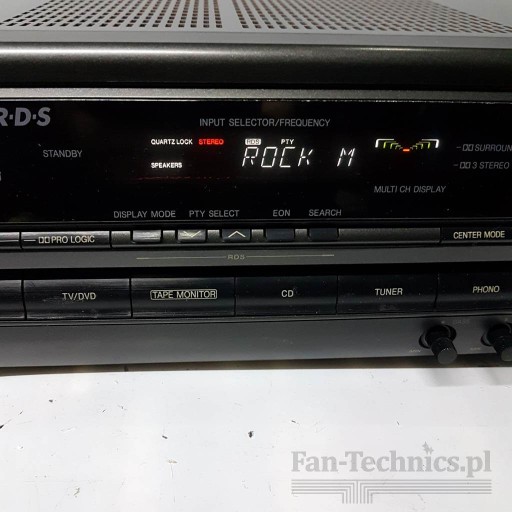 R·D·S
INPUT SELECTOR/FREQUENCY
STANDBY
QUARTZ LOCK STEREO RDS PTY
SPEAKERS
ROCK M
SURROUN
3 STEREO
MULTI CH DISPLAY
DISPLAY MODE PTY SELECT EON SEARCH
PRO LOGIC
CENTER MODE
RDS
TV/DVD
TAPE MONITOR
CD
TUNER
PHONO
Fan-Technics.pl